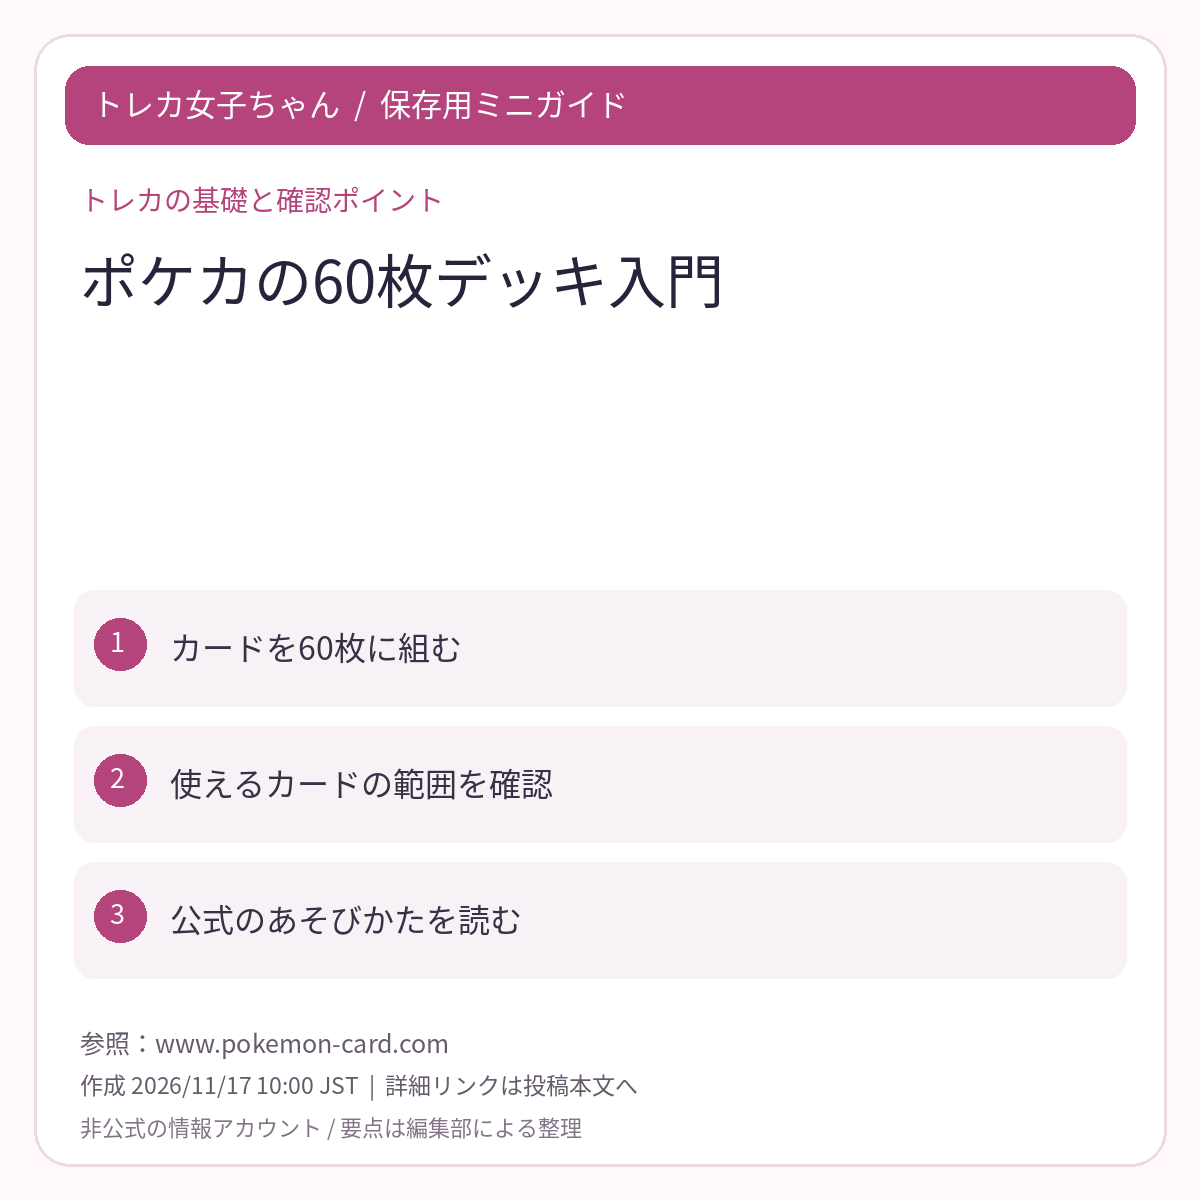 トレカ女子ちゃん / 保存用ミニガイド
トレカの基礎と確認ポイント
ポケカの60枚デッキ入門
1 カードを60枚に組む
2 使えるカードの範囲を確認
3 公式のあそびかたを読む
参照：www.pokemon-card.com
作成 2026/11/17 10:00 JST｜詳細リンクは投稿本文へ
非公式の情報アカウント / 要点は編集部による整理